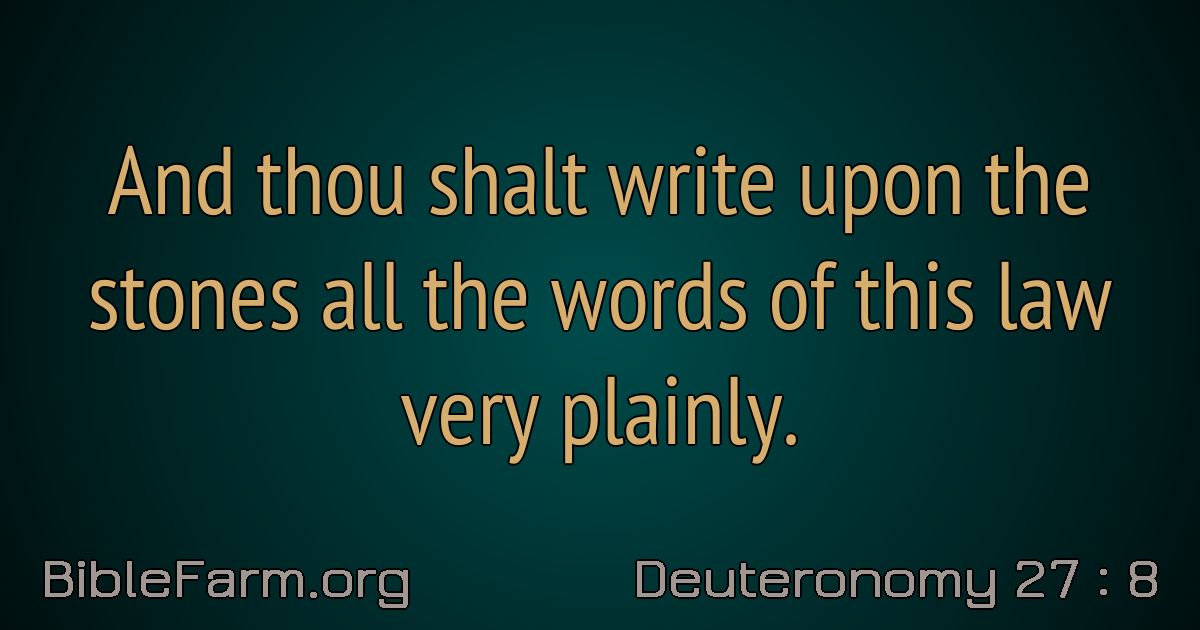 And thou shalt write upon the
stones all the words of this law
very plainly.
BibleFarm.org
Deuteronomy 27 : 8